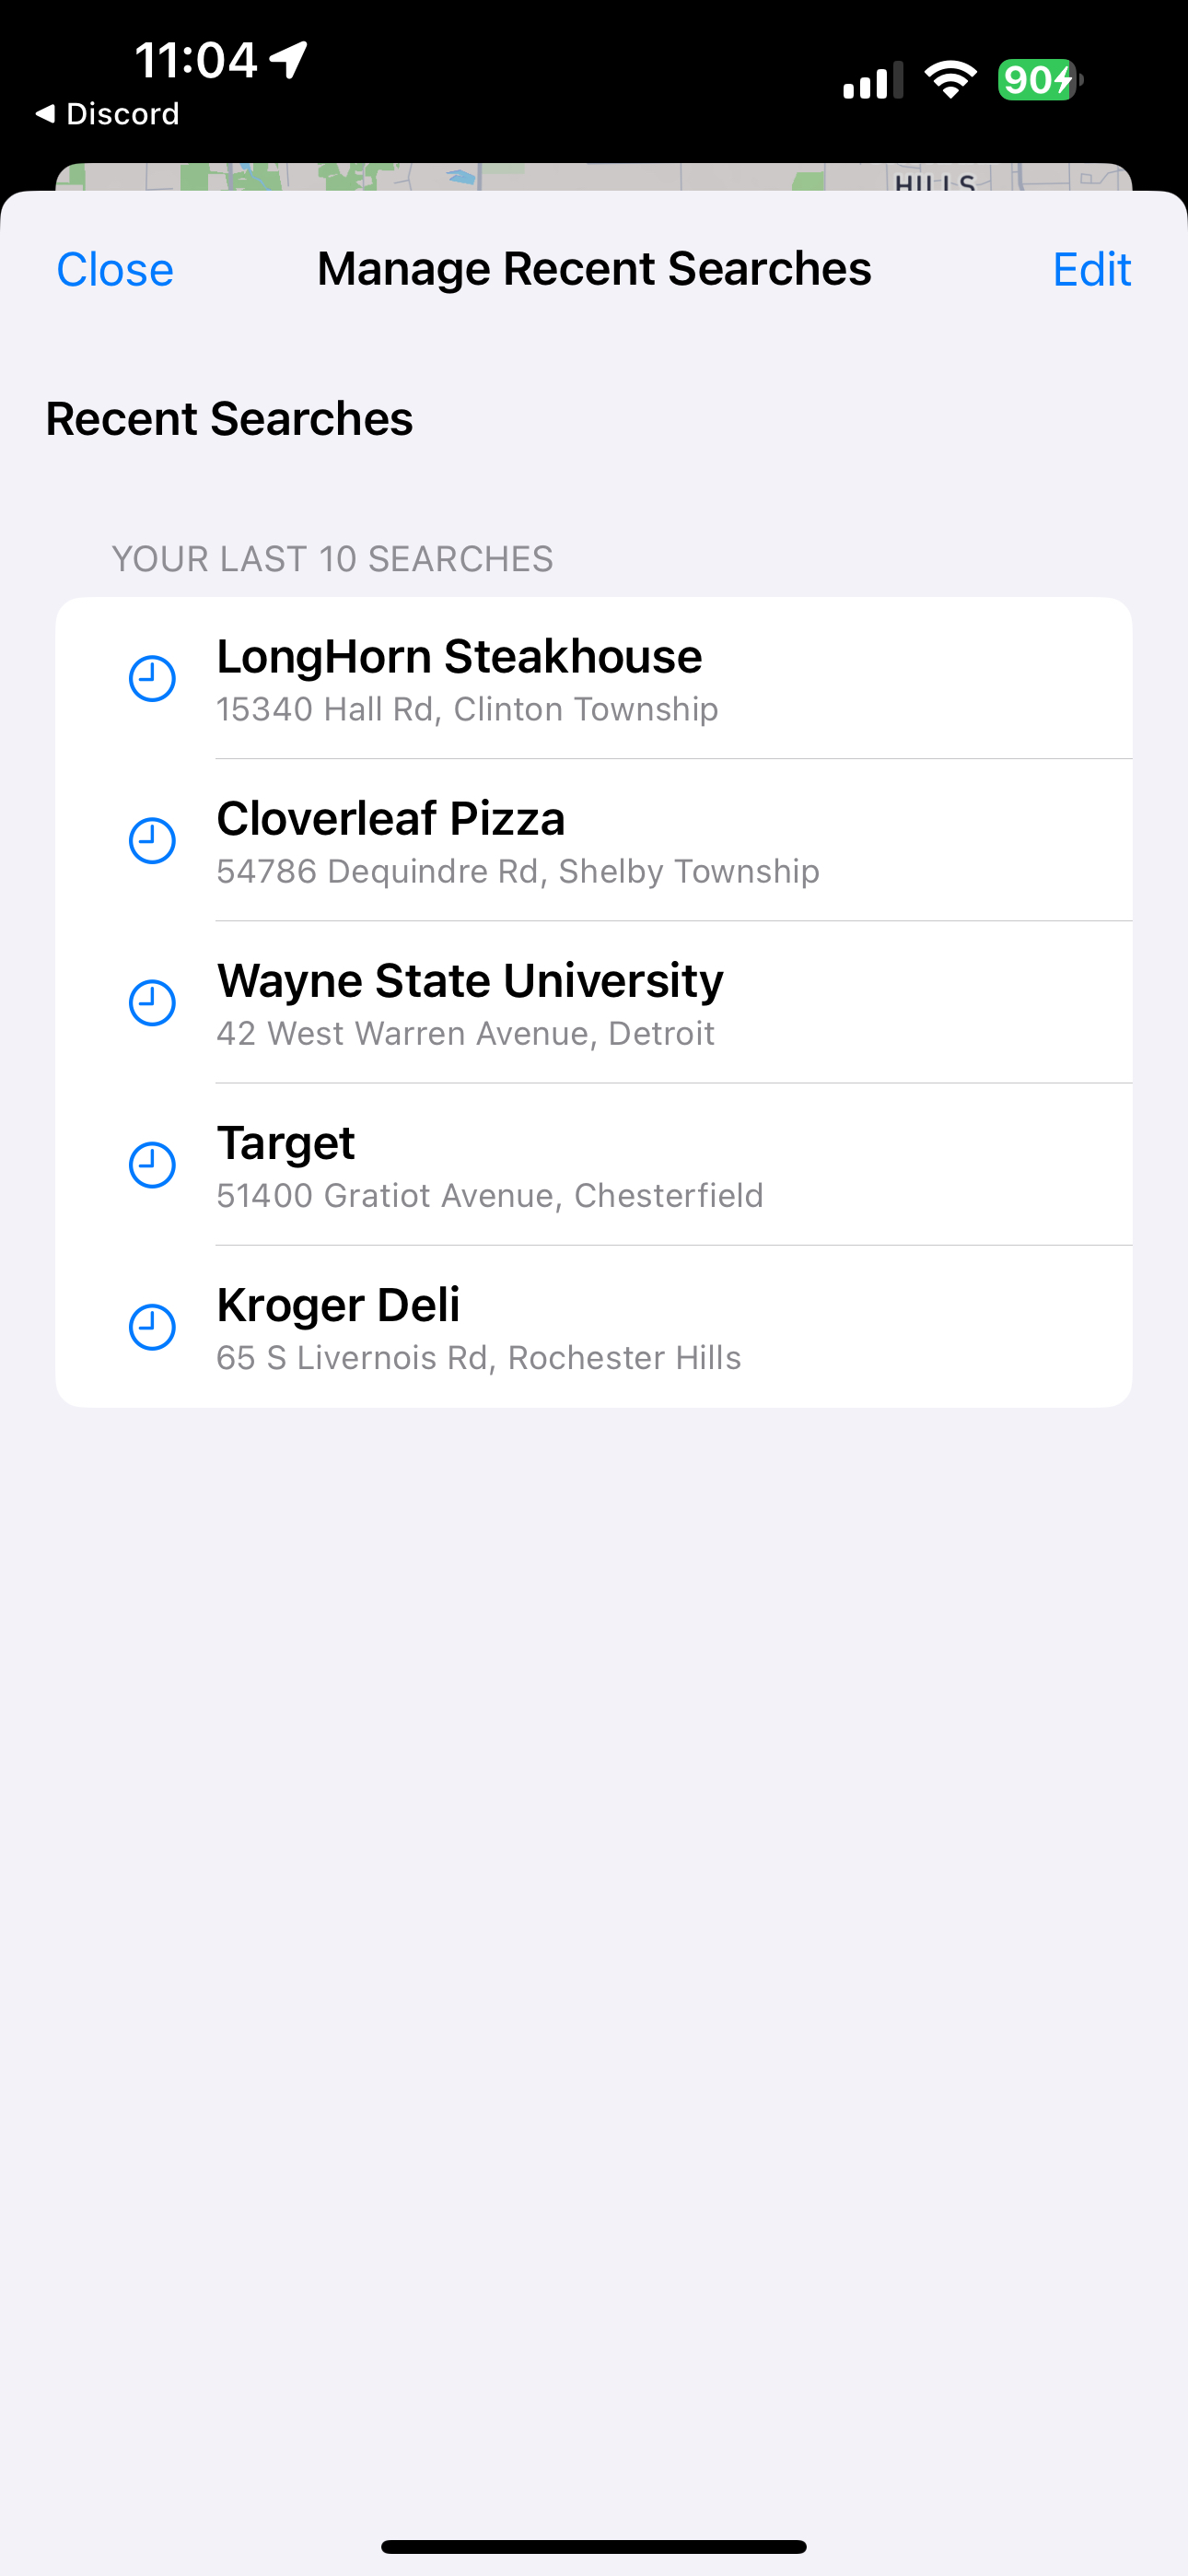 11:04
Discord
90
HILLS
Close
Manage Recent Searches
Edit
Recent Searches
YOUR LAST 10 SEARCHES
LongHorn Steakhouse
15340 Hall Rd, Clinton Township
Cloverleaf Pizza
54786 Dequindre Rd, Shelby Township
Wayne State University
42 West Warren Avenue, Detroit
Target
51400 Gratiot Avenue, Chesterfield
Kroger Deli
65 S Livernois Rd, Rochester Hills